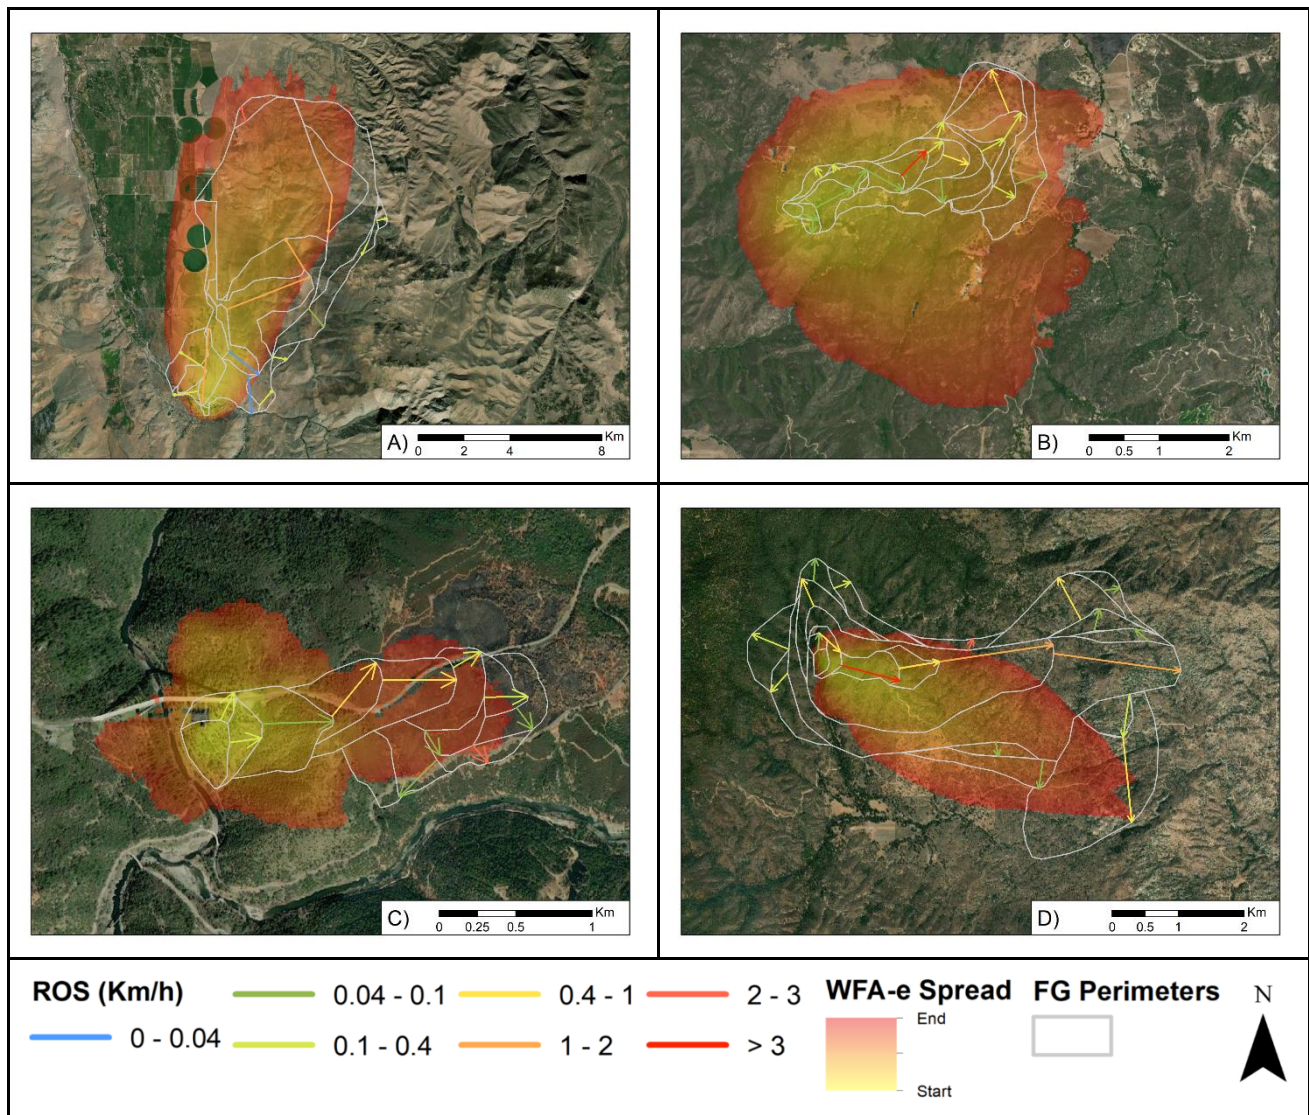 A)
Km
0 2 4 8
B)
Km
0 0.5 1 2
C)
Km
0 0.25 0.5 1
D)
Km
0 0.5 1 2
ROS (Km/h)
0 - 0.04
0.04 - 0.1
0.1 - 0.4
0.4 - 1
1 - 2
2 - 3
> 3
WFA-e Spread
End
Start
FG Perimeters
N